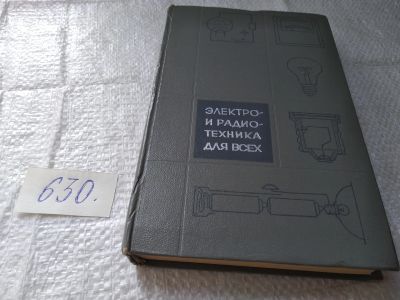 ЭЛЕКТРО-
И РАДИО-
ТЕХНИКА
ДЛЯ ВСЕХ
630.